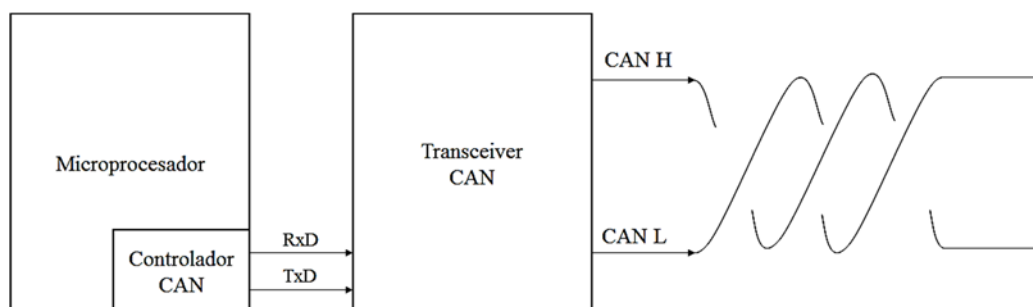 Microprocesador
Controlador
CAN
RxD
TxD
Transceiver
CAN
CAN H
CAN L